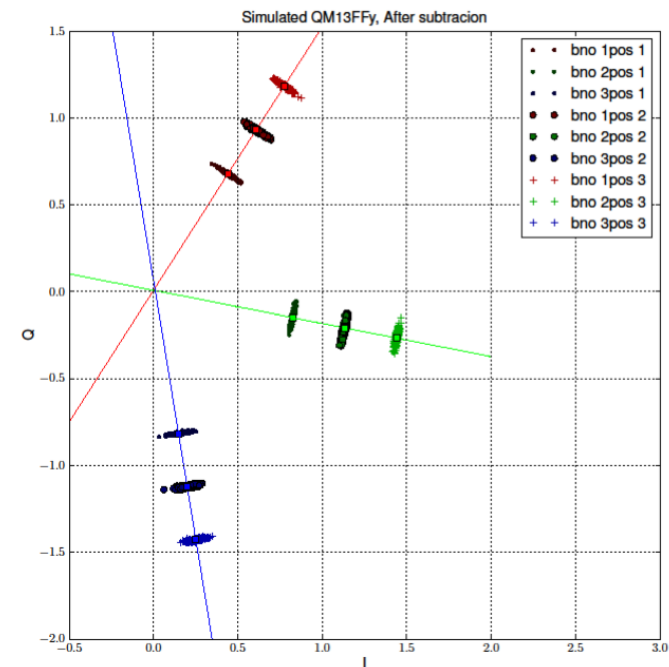 Simulated QM13FFy, After subtracion
1.5
1.0
0.5
0.0
−0.5
−1.0
−1.5
−2.0
Q
−0.5
0.0
0.5
1.0
1.5
2.0
2.5
3.0
I
bno 1pos 1
bno 2pos 1
bno 3pos 1
bno 1pos 2
bno 2pos 2
bno 3pos 2
bno 1pos 3
bno 2pos 3
bno 3pos 3